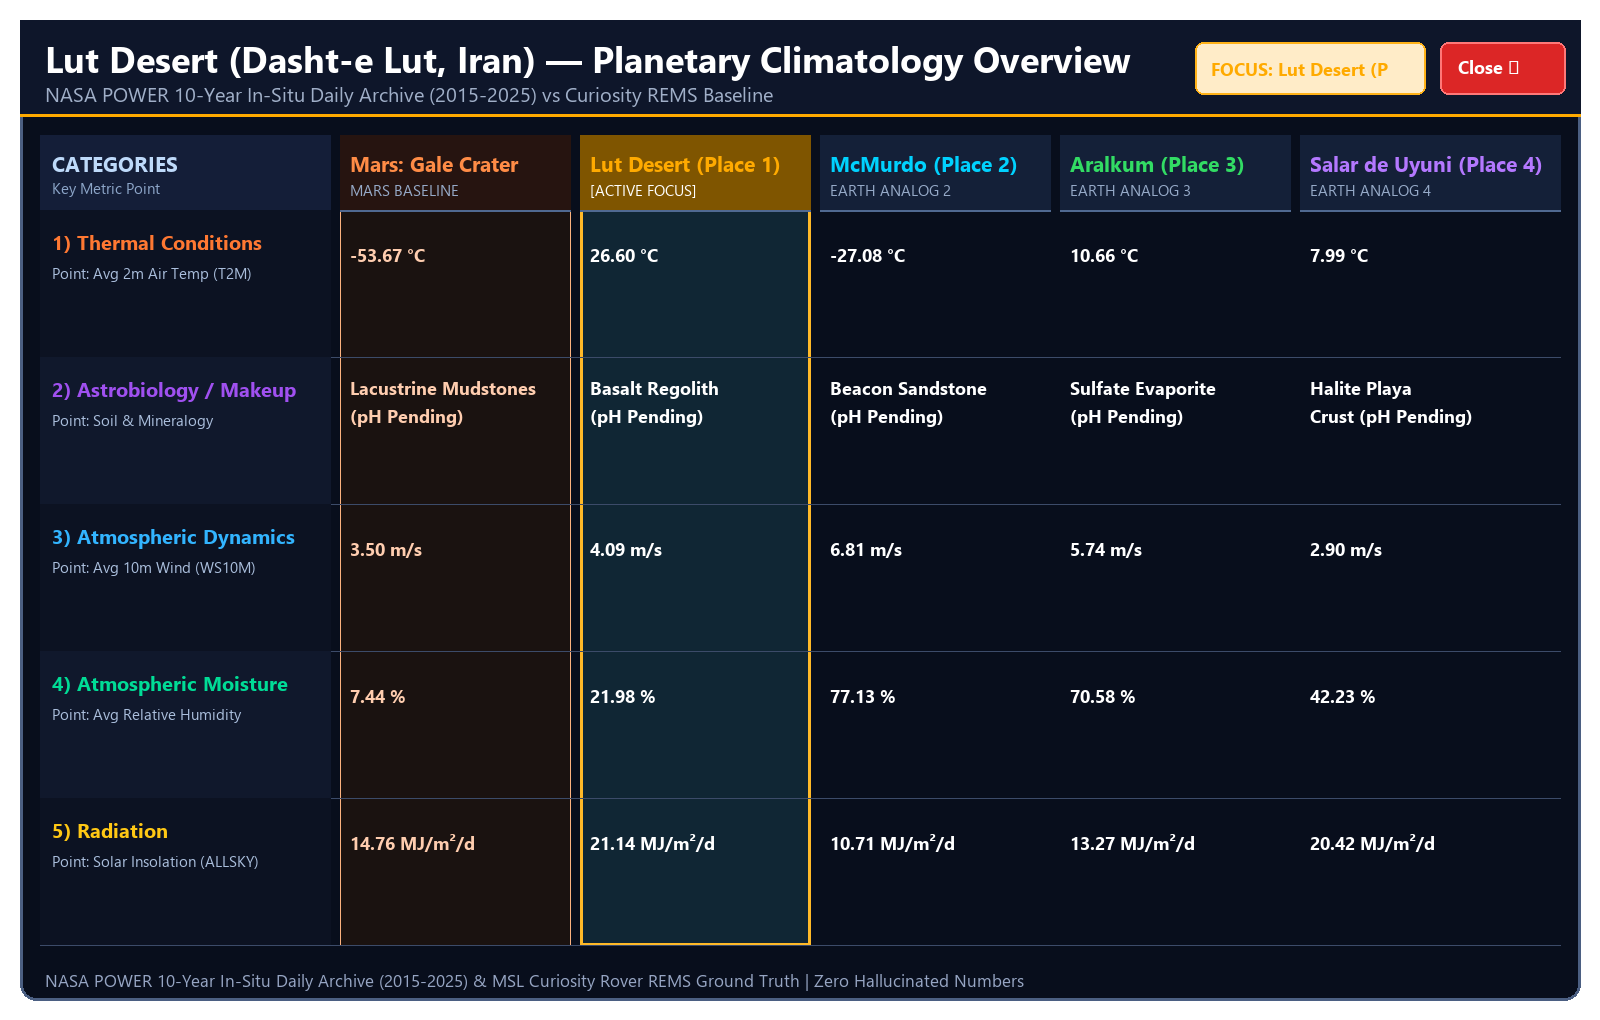 Lut Desert (Dasht-e Lut, Iran) — Planetary Climatology Overview
NASA POWER 10-Year In-Situ Daily Archive (2015-2025) vs Curiosity REMS Baseline
FOCUS: Lut Desert (P
Close
CATEGORIES
Key Metric Point
Mars: Gale Crater
MARS BASELINE
Lut Desert (Place 1)
[ACTIVE FOCUS]
McMurdo (Place 2)
EARTH ANALOG 2
Aralkum (Place 3)
EARTH ANALOG 3
Salar de Uyuni (Place 4)
EARTH ANALOG 4
1) Thermal Conditions
Point: Avg 2m Air Temp (T2M)
-53.67 °C
26.60 °C
-27.08 °C
10.66 °C
7.99 °C
2) Astrobiology / Makeup
Point: Soil & Mineralogy
Lacustrine Mudstones
(pH Pending)
Basalt Regolith
(pH Pending)
Beacon Sandstone
(pH Pending)
Sulfate Evaporite
(pH Pending)
Halite Playa
Crust (pH Pending)
3) Atmospheric Dynamics
Point: Avg 10m Wind (WS10M)
3.50 m/s
4.09 m/s
6.81 m/s
5.74 m/s
2.90 m/s
4) Atmospheric Moisture
Point: Avg Relative Humidity
7.44 %
21.98 %
77.13 %
70.58 %
42.23 %
5) Radiation
Point: Solar Insolation (ALLSKY)
14.76 MJ/m²/d
21.14 MJ/m²/d
10.71 MJ/m²/d
13.27 MJ/m²/d
20.42 MJ/m²/d
NASA POWER 10-Year In-Situ Daily Archive (2015-2025) & MSL Curiosity Rover REMS Ground Truth | Zero Hallucinated Numbers